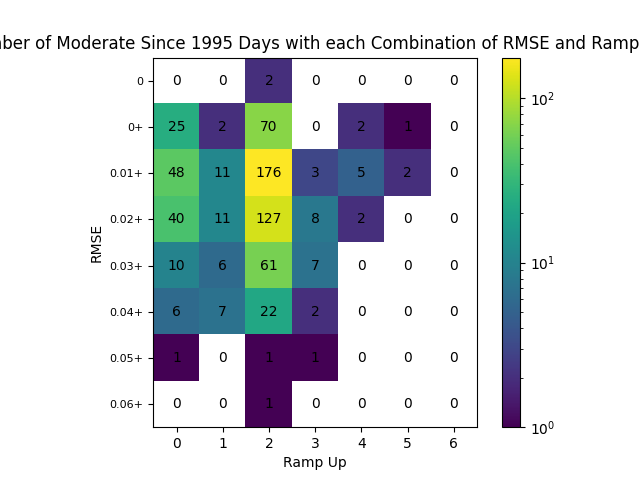 of Moderate Since 1995 Days with each Combination of RMSE and Ramp
0 0 0 2 0 0 0 0
0+ 25 2 70 0 2 1 0
0.01+ 48 11 176 3 5 2 0
0.02+ 40 11 127 8 2 0 0
0.03+ 10 6 61 7 0 0 0
0.04+ 6 7 22 2 0 0 0
0.05+ 1 0 1 1 0 0 0
0.06+ 0 0 1 0 0 0 0
0 1 2 3 4 5 6
Ramp Up
RMSE
10²
10¹
10⁰